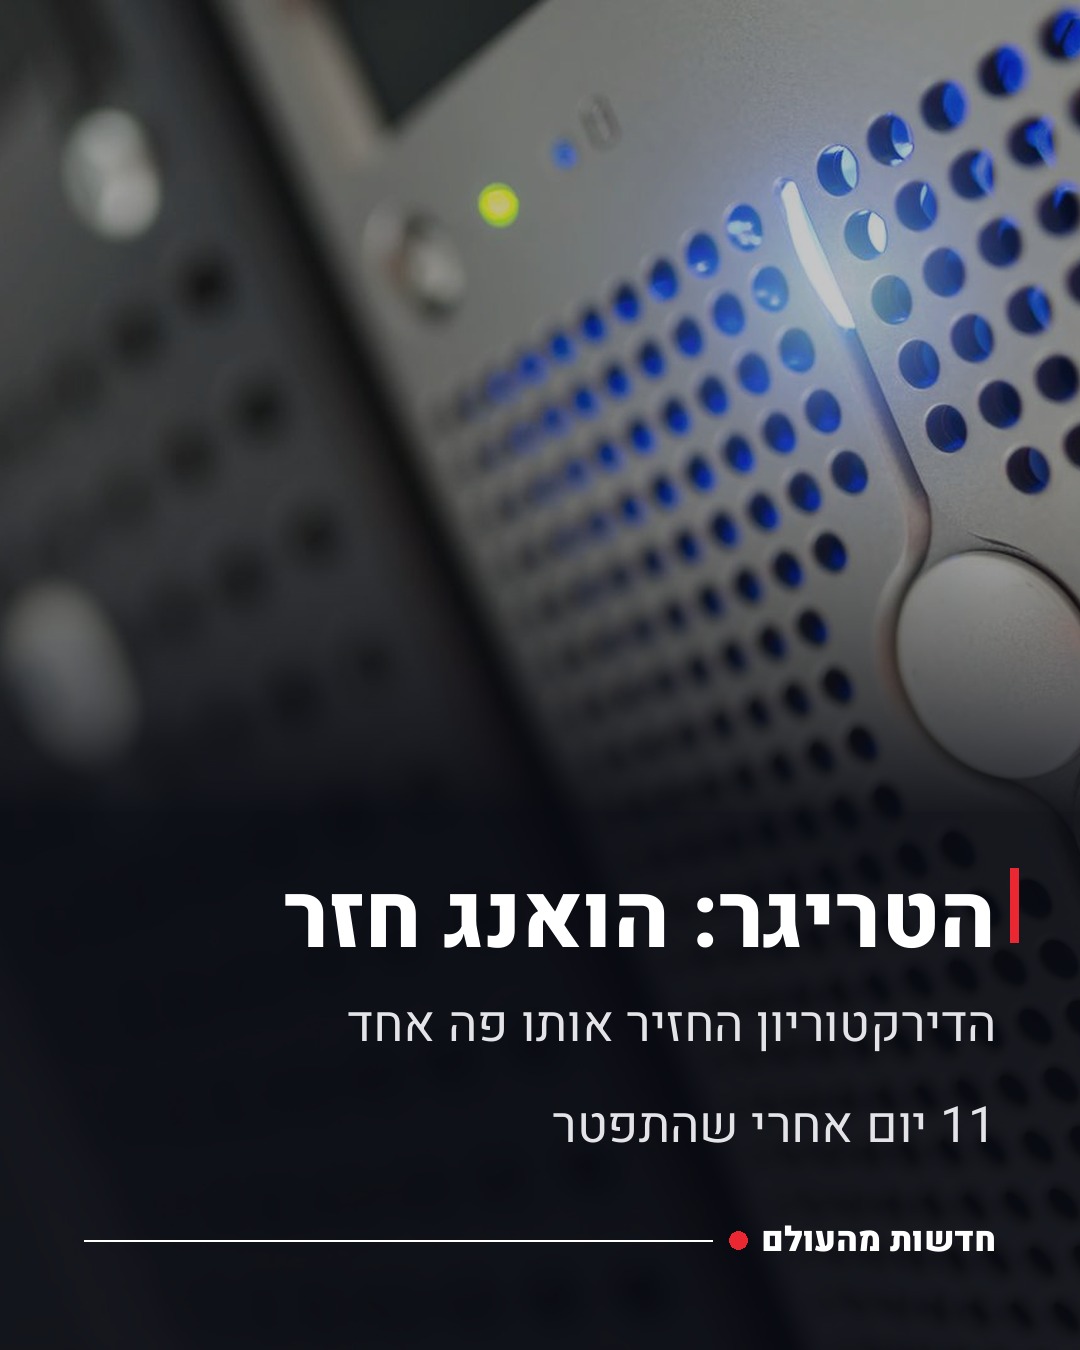 הטריגר: הואנג חזר
הדירקטוריון החזיר אותו פה אחד
11 יום אחרי שהתפטר
חדשות מהעולם